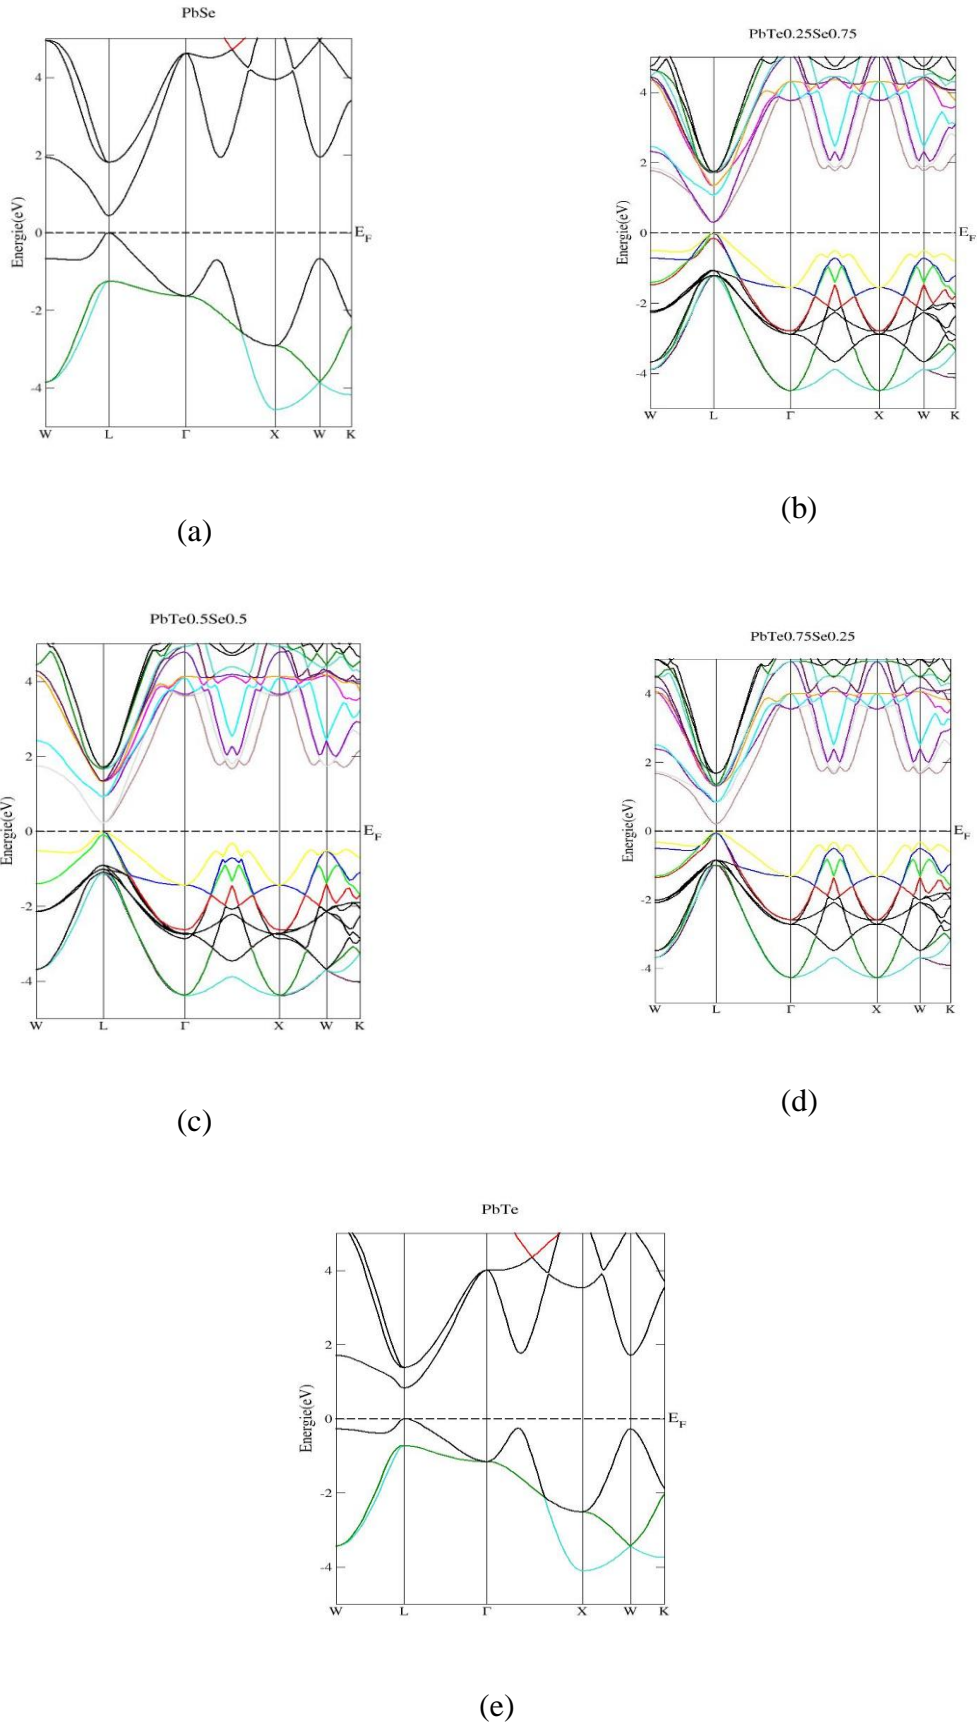 PbSe
4
2
0
-2
-4
Energie(eV)
E_F
W L Γ X W K
(a)
PbTe0.25Se0.75
4
2
0
-2
-4
Energie(eV)
E_F
W L Γ X W K
(b)
PbTe0.5Se0.5
4
2
0
-2
-4
Energie(eV)
E_F
W L Γ X W K
(c)
PbTe0.75Se0.25
4
2
0
-2
-4
Energie(eV)
E_F
W L Γ X W K
(d)
PbTe
4
2
0
-2
-4
Energie(eV)
E_F
W L Γ X W K
(e)